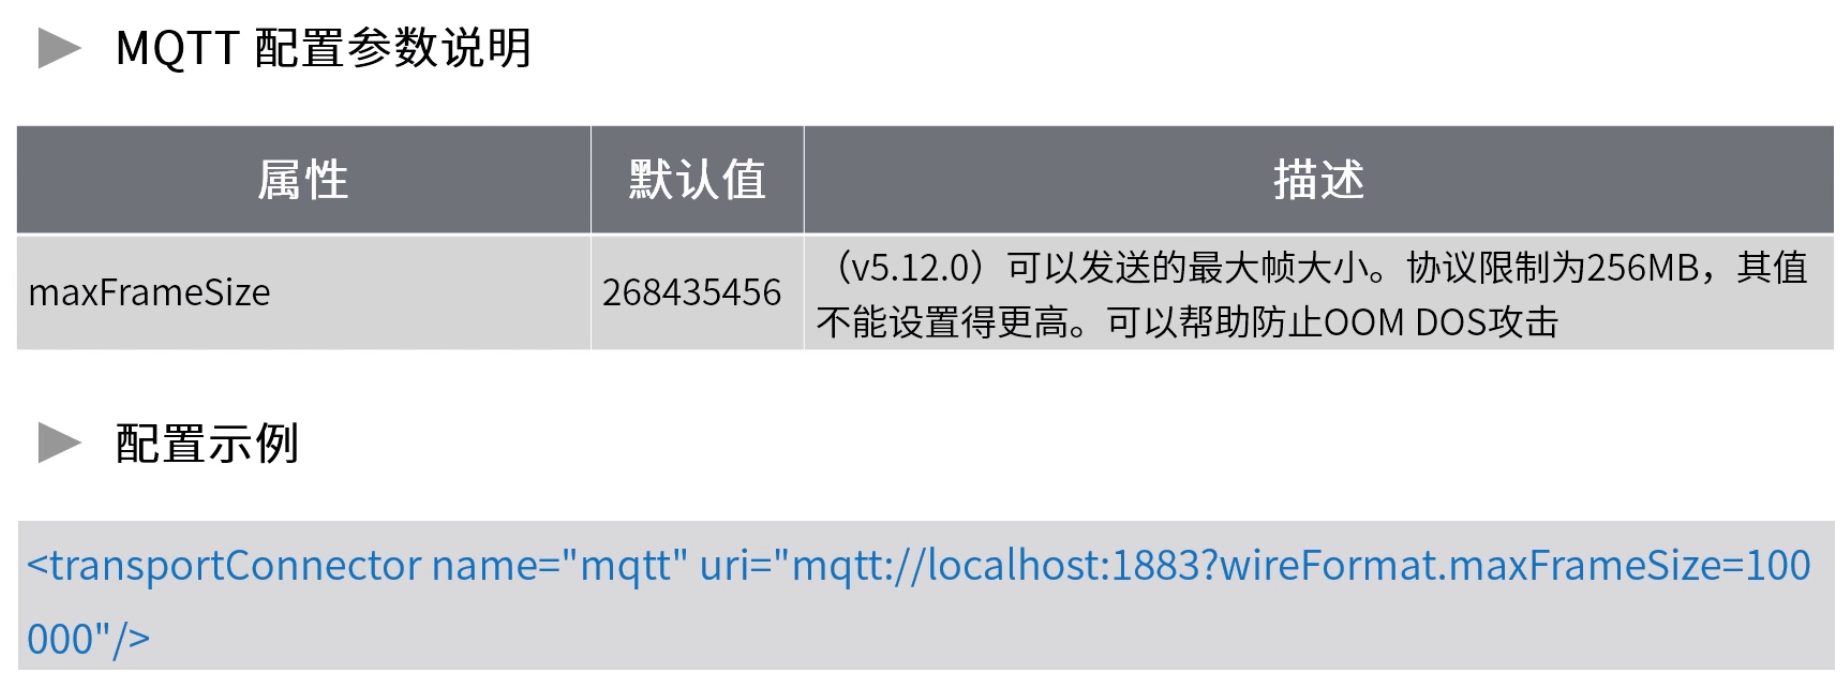 MQTT 配置参数说明
属性 默认值 描述
maxFrameSize 268435456 （v5.12.0）可以发送的最大帧大小。协议限制为256MB，其值
不能设置得更高。可以帮助防止OOM DOS攻击
配置示例
<transportConnector name="mqtt" uri="mqtt://localhost:1883?wireFormat.maxFrameSize=100
000"/>